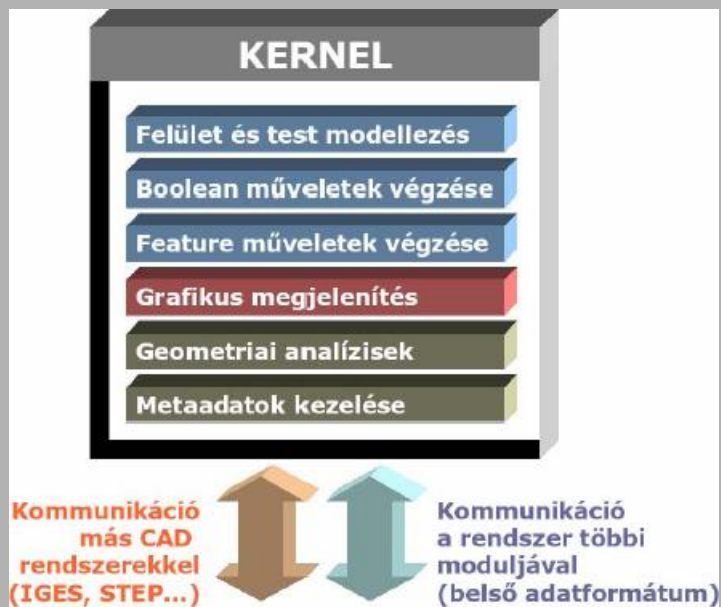 KERNEL
Felület és test modellezés
Boolean műveletek végzése
Feature műveletek végzése
Grafikus megjelenítés
Geometriai analízisek
Metaadatok kezelése
Kommunikáció
más CAD
rendszerekkel
(IGES, STEP...)
Kommunikáció
a rendszer többi
moduljával
(belső adatformátum)